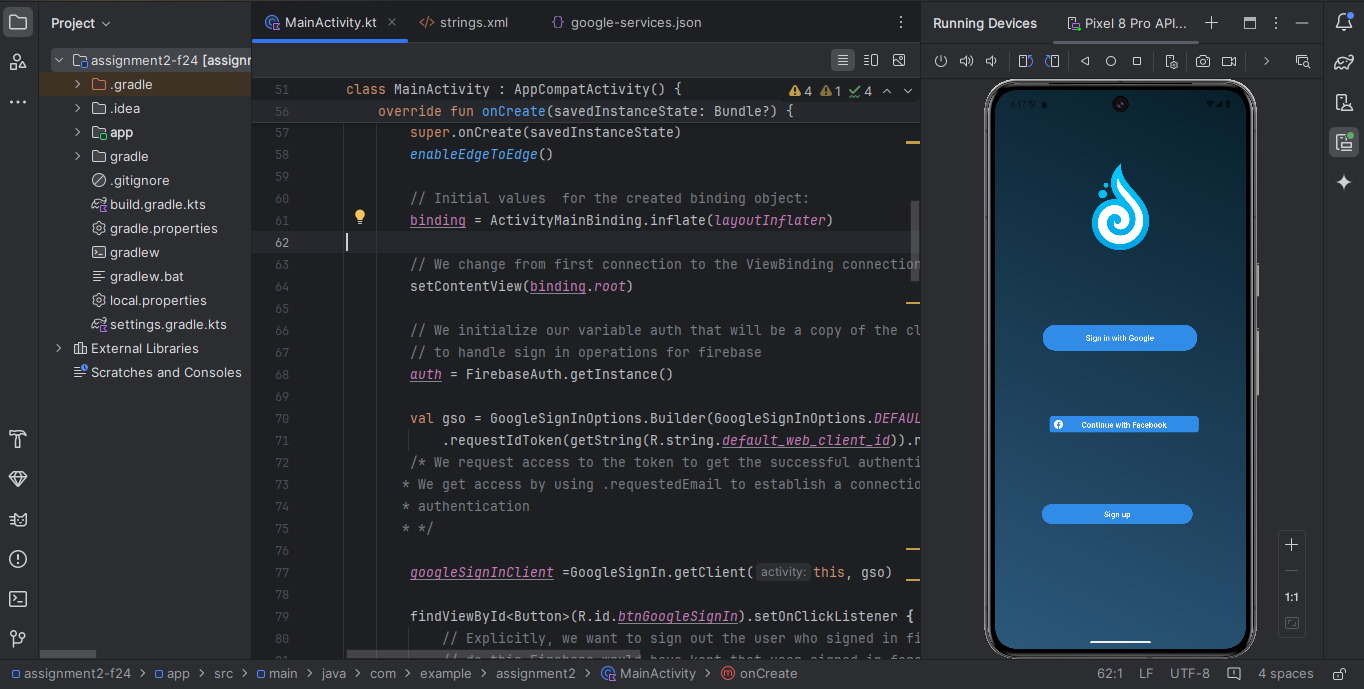 Project
MainActivity.kt
strings.xml
google-services.json
Running Devices
Pixel 8 Pro API...
assignment2-f24 [assignn
.gradle
.idea
app
gradle
.gitignore
build.gradle.kts
gradle.properties
gradlew
gradlew.bat
local.properties
settings.gradle.kts
External Libraries
Scratches and Consoles
4 1 4
51 class MainActivity : AppCompatActivity() {
56 override fun onCreate(savedInstanceState: Bundle?) {
57 super.onCreate(savedInstanceState)
58 enableEdgeToEdge()
59
60 // Initial values  for the created binding object:
61 binding = ActivityMainBinding.inflate(layoutInflater)
62
63 // We change from first connection to the ViewBinding connection
64 setContentView(binding.root)
65
66 // We initialize our variable auth that will be a copy of the cl
67 // to handle sign in operations for firebase
68 auth = FirebaseAuth.getInstance()
69
70 val gso = GoogleSignInOptions.Builder(GoogleSignInOptions.DEFAUL
71 .requestIdToken(getString(R.string.default_web_client_id)).r
72 /* We request access to the token to get the successful authenti
73 * We get access by using .requestedEmail to establish a connectio
74 * authentication
75 * */
76
77 googleSignInClient =GoogleSignIn.getClient( activity: this, gso)
78
79 findViewById<Button>(R.id.btnGoogleSignIn).setOnClickListener {
80 // Explicitly, we want to sign out the user who signed in fi
6:17
Sign in with Google
Continue with Facebook
Sign up
1:1
assignment2-f24 > app > src > main > java > com > example > assignment2 > MainActivity > onCreate
62:1 LF UTF-8 4 spaces